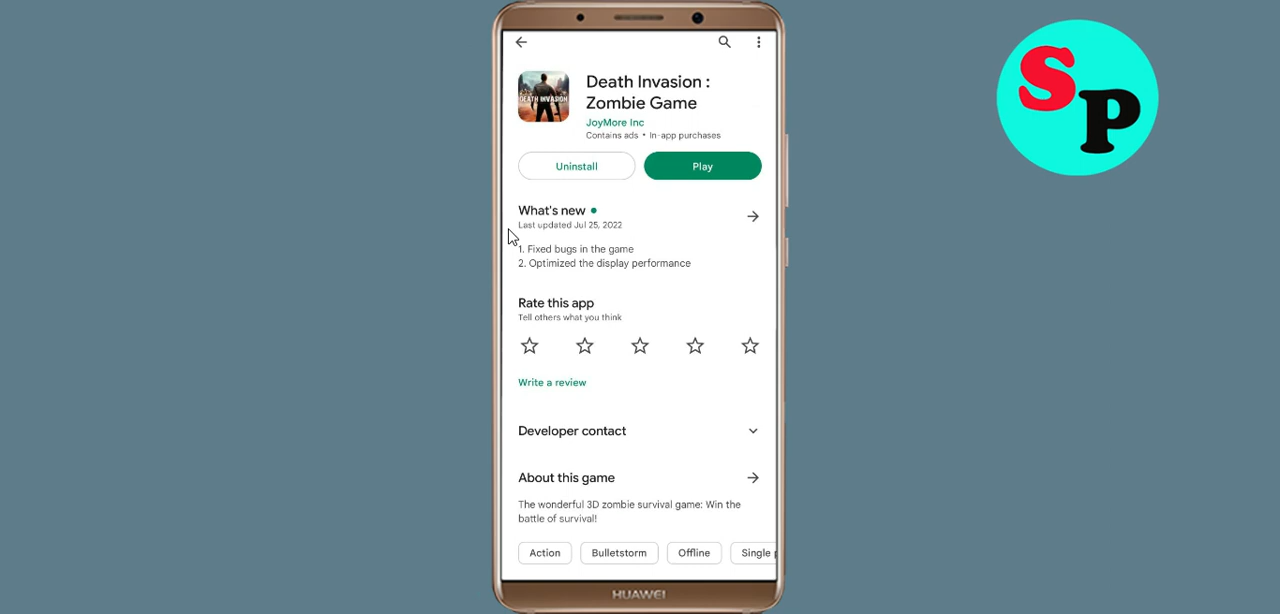 Death Invasion :
Zombie Game
DEATH INVASION
JoyMore Inc
Contains ads • In-app purchases
Uninstall
Play
What's new
Last updated Jul 25, 2022
1. Fixed bugs in the game
2. Optimized the display performance
Rate this app
Tell others what you think
Write a review
Developer contact
About this game
The wonderful 3D zombie survival game: Win the
battle of survival!
Action
Bulletstorm
Offline
Single p
HUAWEI
SP